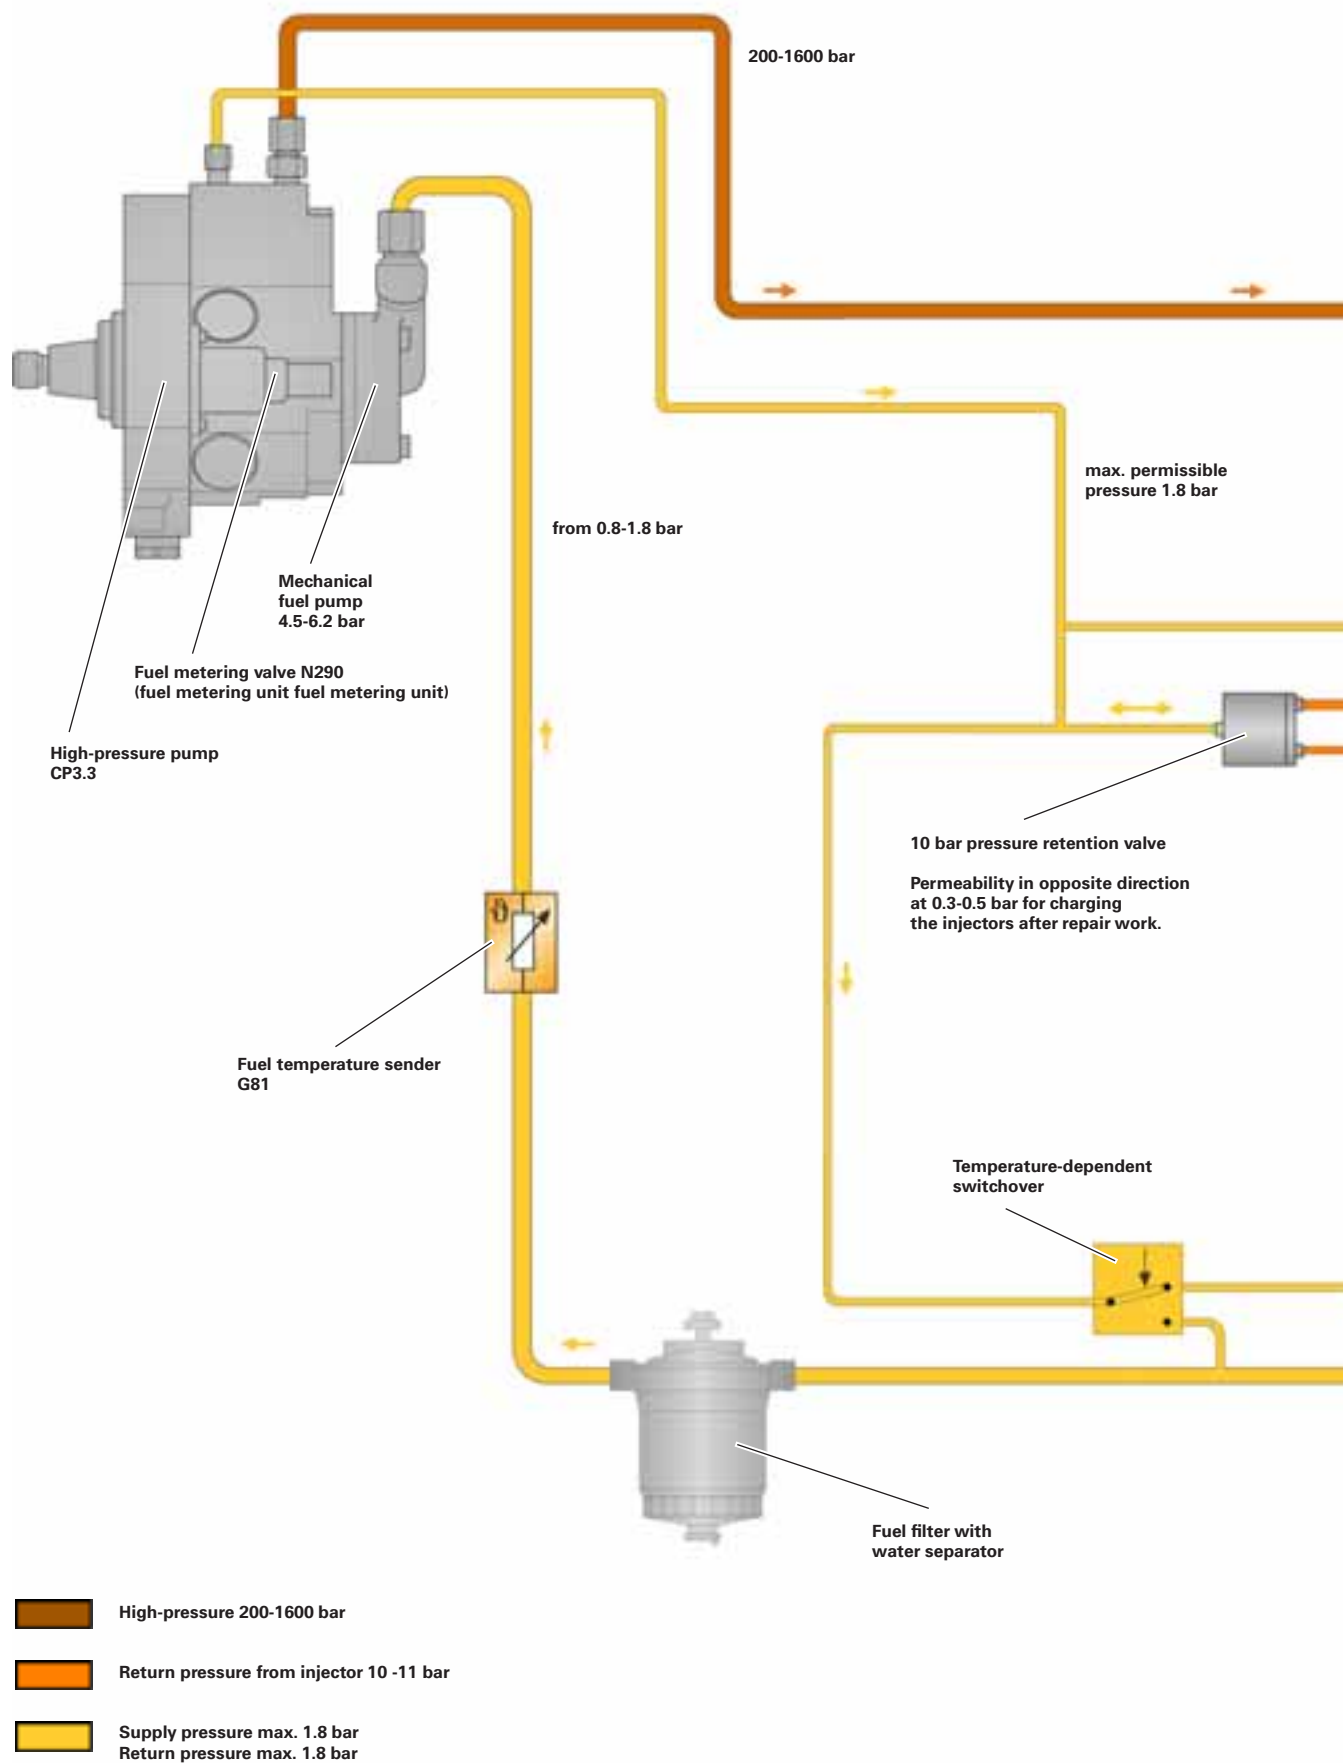 200-1600 bar
max. permissible
pressure 1.8 bar
from 0.8-1.8 bar
Mechanical
fuel pump
4.5-6.2 bar
Fuel metering valve N290
(fuel metering unit fuel metering unit)
High-pressure pump
CP3.3
10 bar pressure retention valve
Permeability in opposite direction
at 0.3-0.5 bar for charging
the injectors after repair work.
Fuel temperature sender
G81
Temperature-dependent
switchover
Fuel filter with
water separator
High-pressure 200-1600 bar
Return pressure from injector 10 -11 bar
Supply pressure max. 1.8 bar
Return pressure max. 1.8 bar